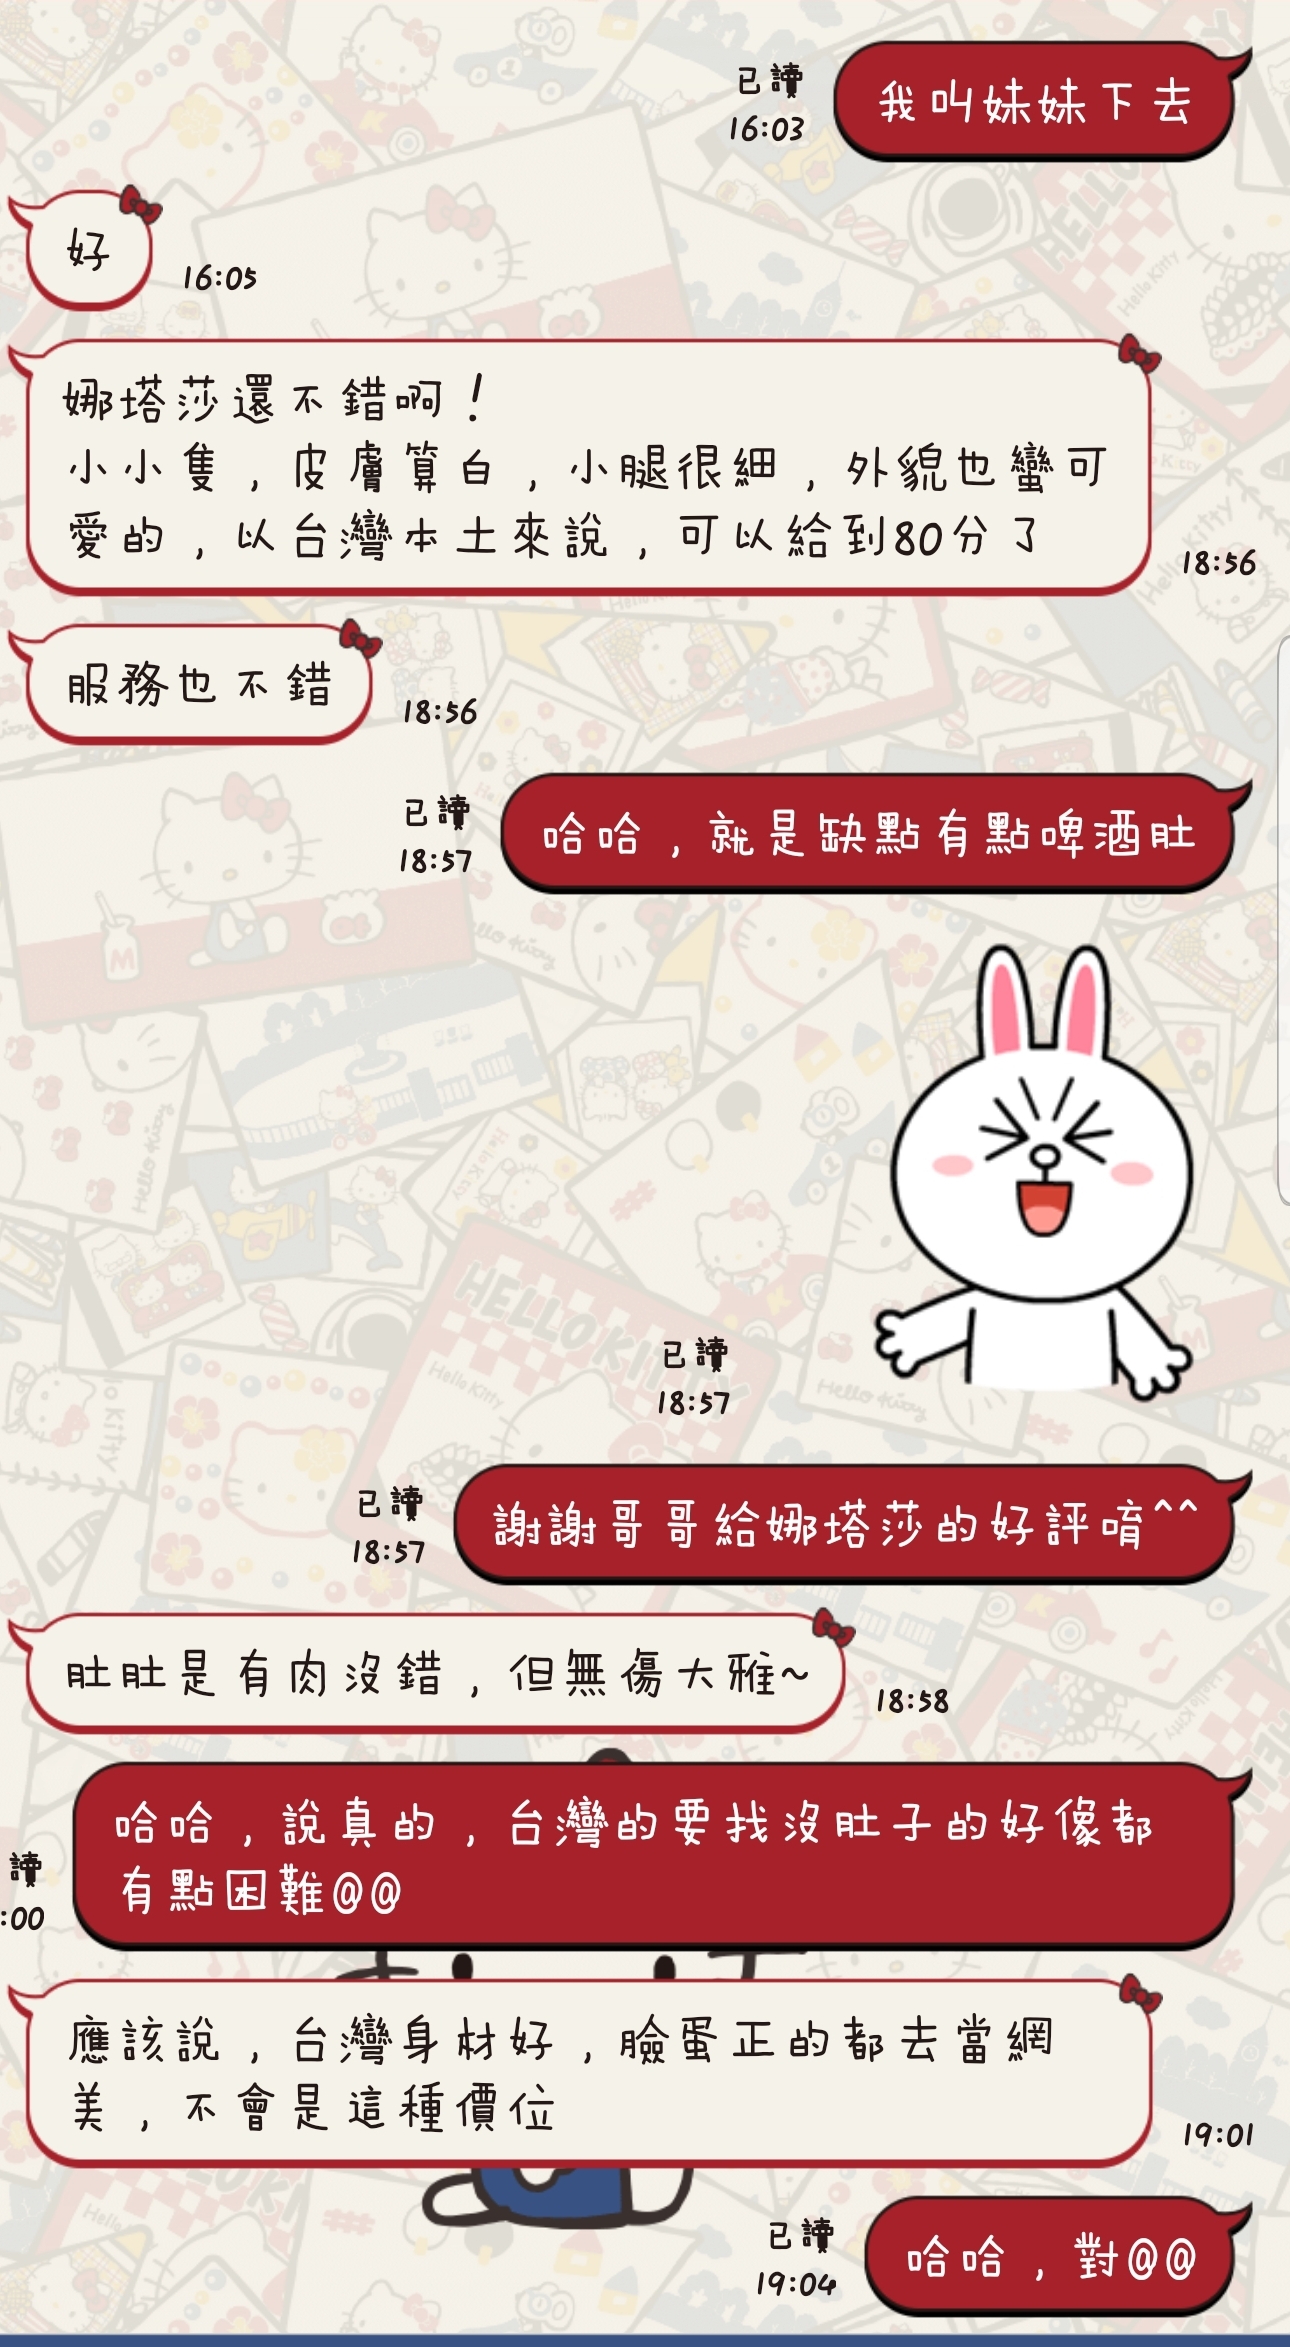 已讀
16:03
我叫妹妹下去
好
16:05
娜塔莎還不錯啊！
小小隻，皮膚算白，小腿很細，外貌也蠻可
愛的，以台灣本土來說，可以給到80分了
18:56
服務也不錯
18:56
已讀
18:57
哈哈，就是缺點有點啤酒肚
已讀
18:57
已讀
18:57
謝謝哥哥給娜塔莎的好評唷^^
肚肚是有肉沒錯，但無傷大雅~
18:58
哈哈，說真的，台灣的要找沒肚子的好像都
有點困難@@
讀
:00
應該說，台灣身材好，臉蛋正的都去當網
美，不會是這種價位
19:01
已讀
19:04
哈哈，對@@
HELLO KITTY
Hello Kitty